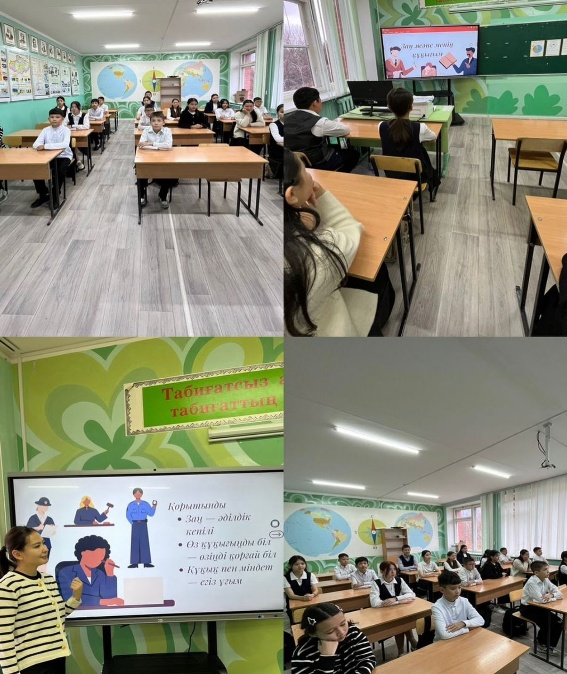 Заң және менің
құқығым
Табиғатсыз а
табиғаттың
Қорытынды
• Заң — әділдік
кепілі
• Өз құқығыңды біл
— өзіңді қорғай біл
• Құқық пен міндет
— егіз ұғым